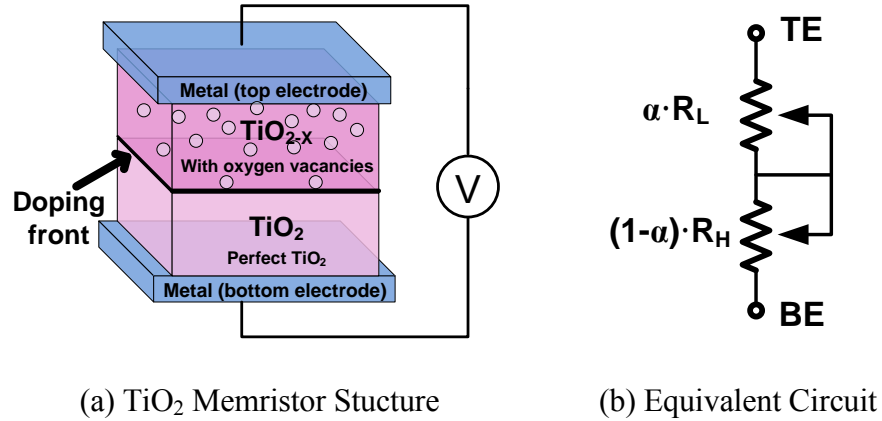 Metal (top electrode)
TiO2-X
With oxygen vacancies
Doping
front
TiO2
Perfect TiO2
Metal (bottom electrode)
V
TE
α·RL
(1-α)·RH
BE
(a) TiO2 Memristor Stucture
(b) Equivalent Circuit